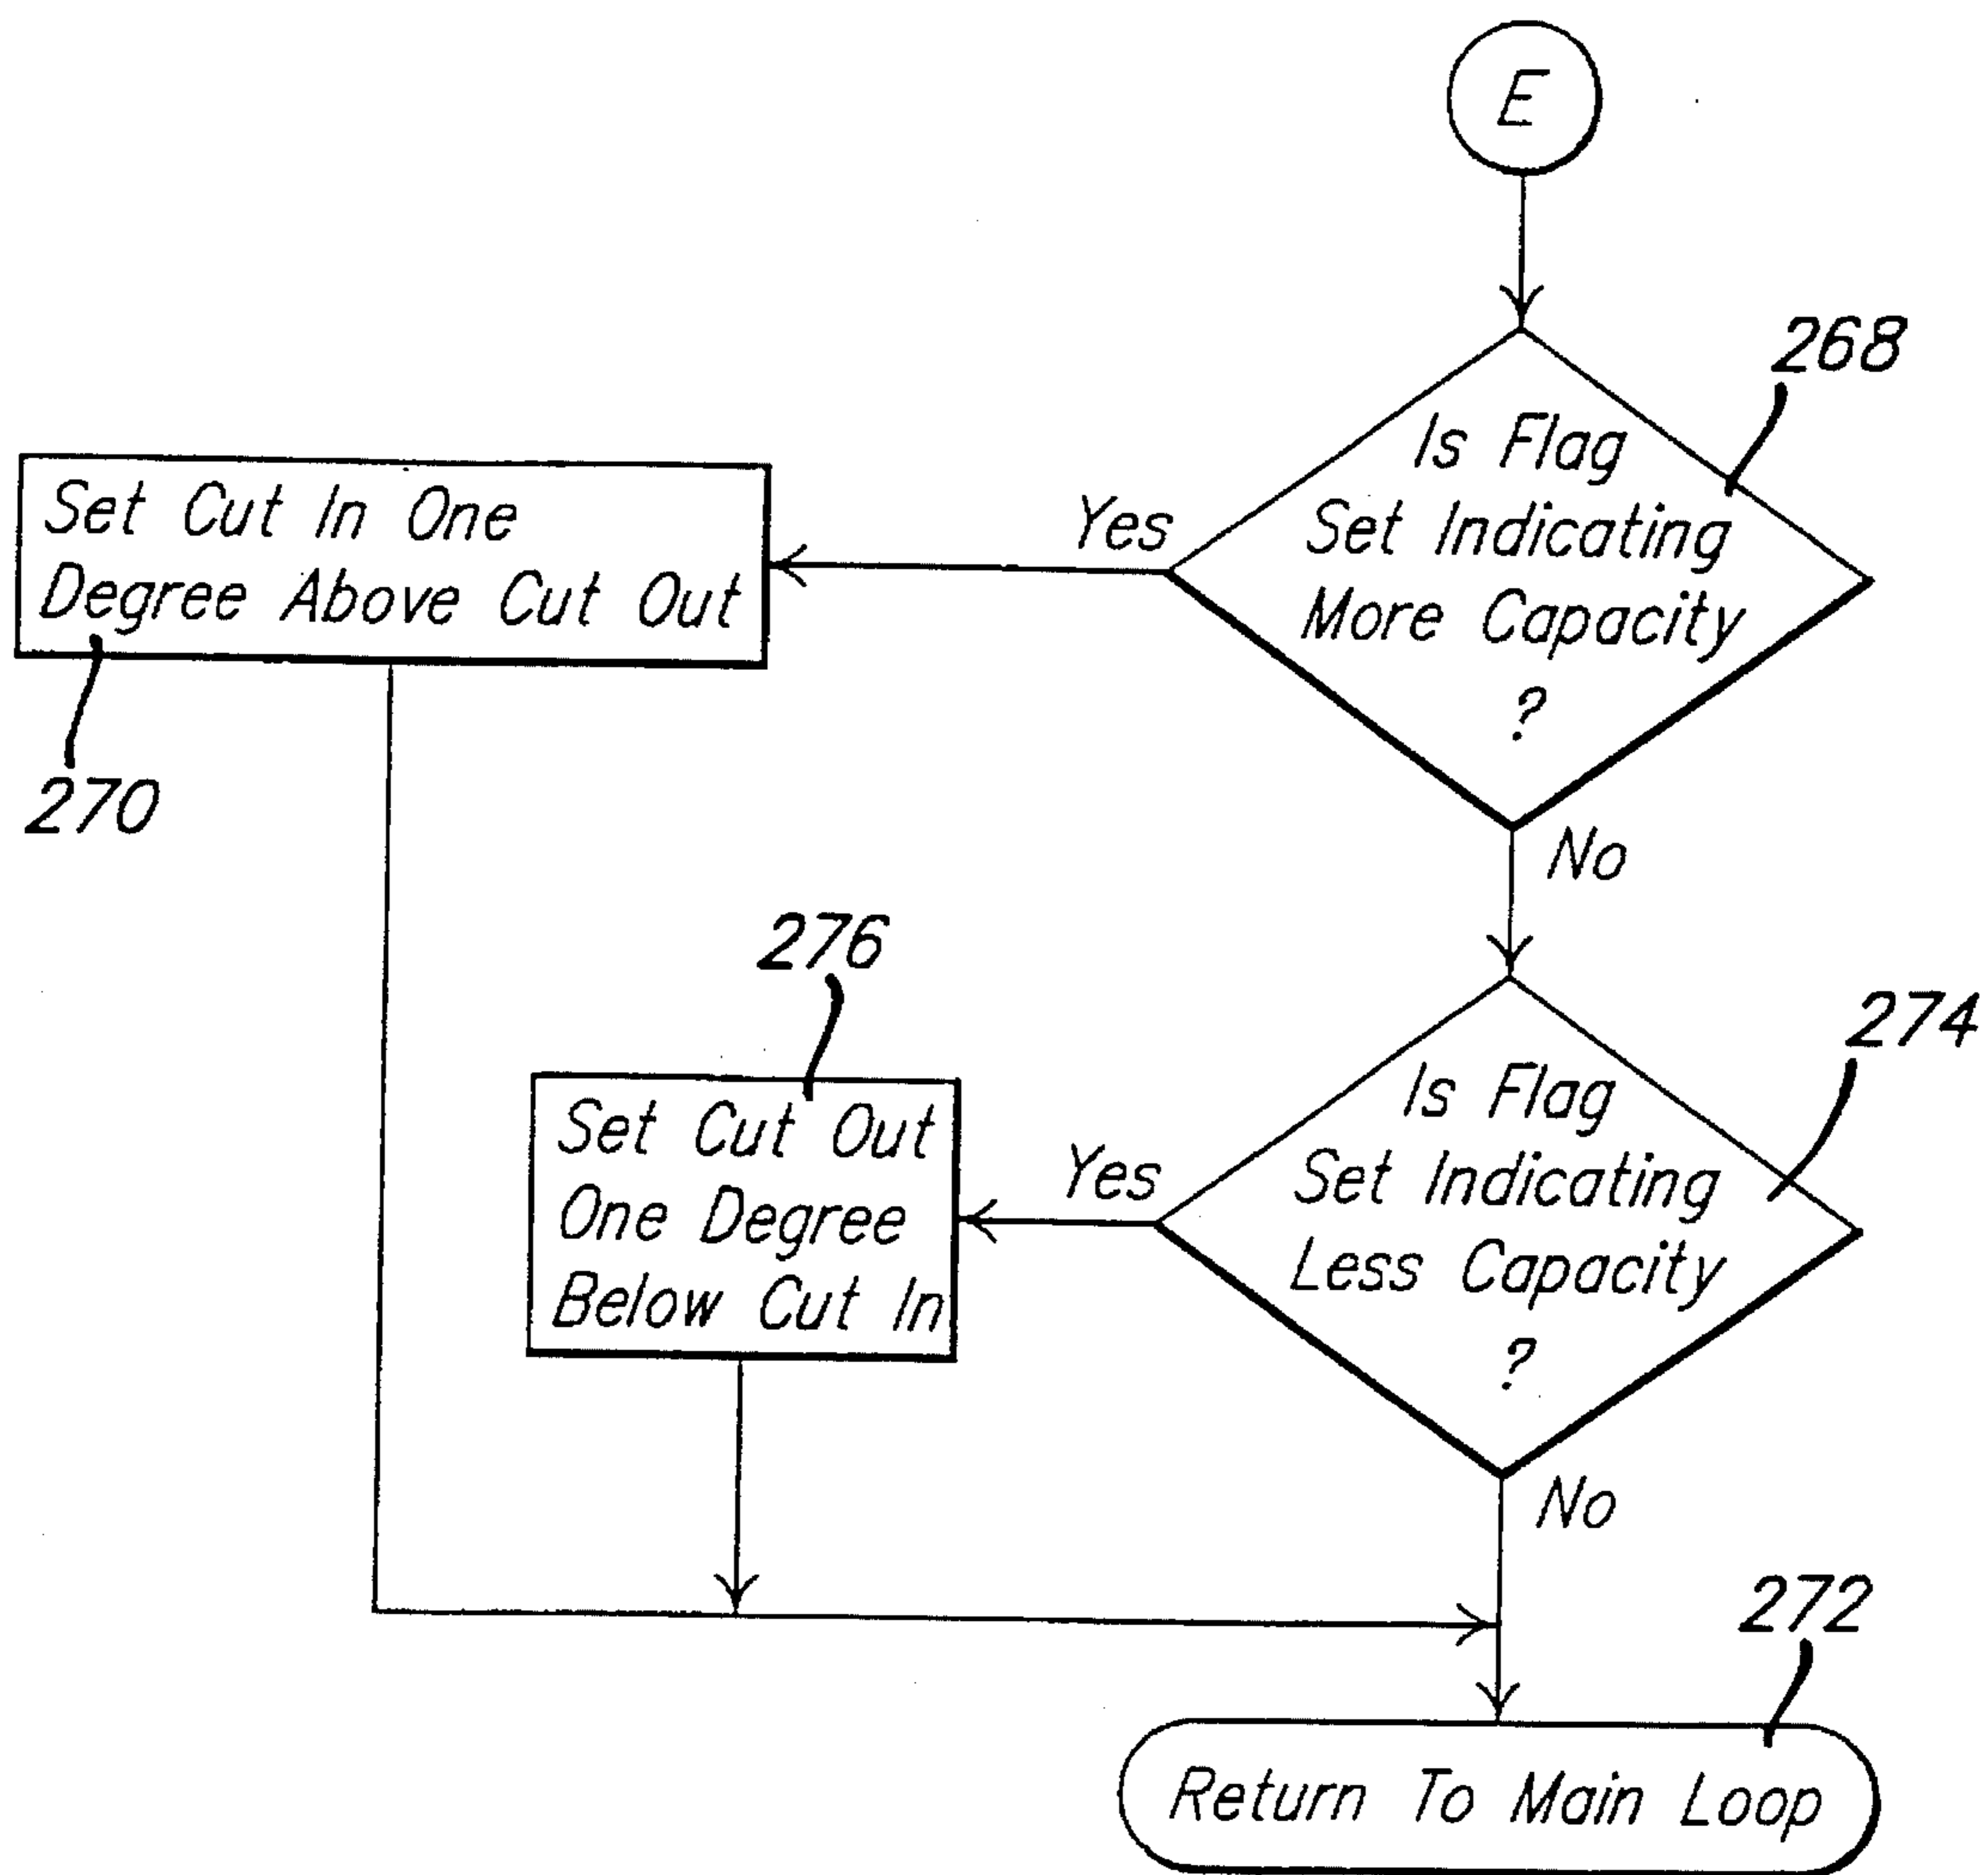 E
268
Is Flag
Set Indicating
More Capacity
?
Yes
Set Cut In One
Degree Above Cut Out
270
No
276
274
Is Flag
Set Indicating
Less Capacity
?
Yes
Set Cut Out
One Degree
Below Cut In
No
272
Return To Main Loop